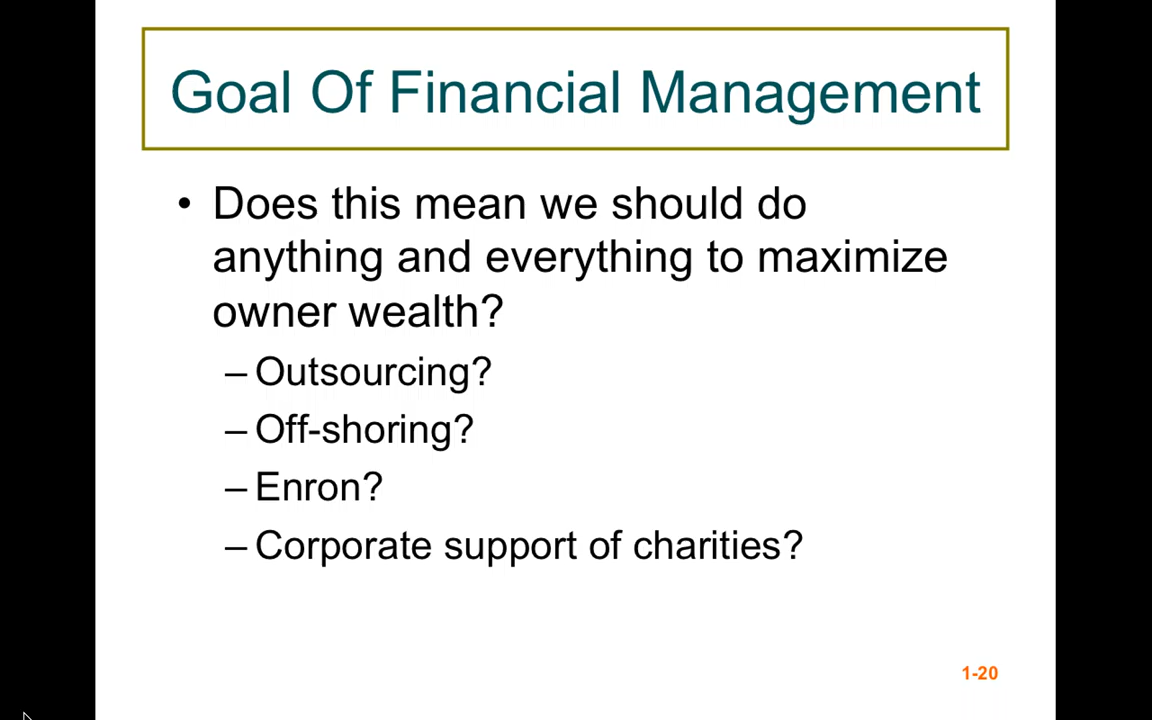 Goal Of Financial Management
• Does this mean we should do
anything and everything to maximize
owner wealth?
– Outsourcing?
– Off-shoring?
– Enron?
– Corporate support of charities?
1-20